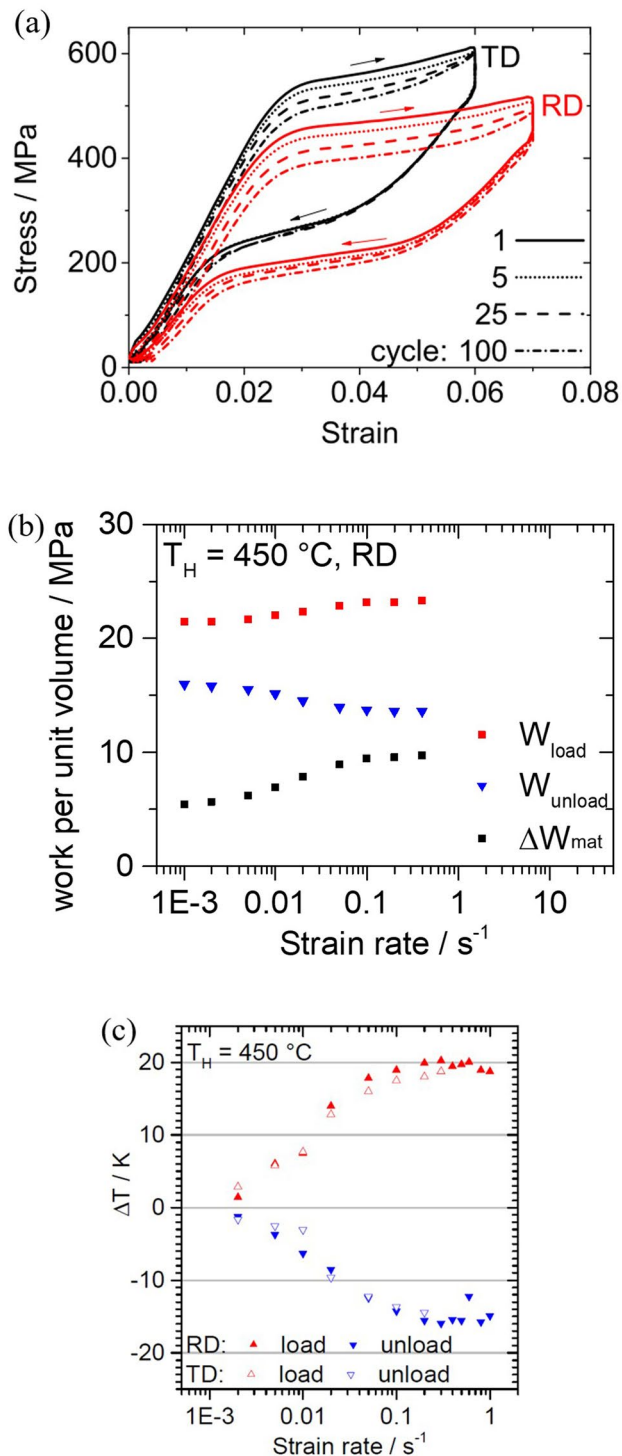 (a)
600
400
200
0
Stress / MPa
TD
RD
1
5
25
cycle: 100
0.00 0.02 0.04 0.06 0.08
Strain
(b)
30
20
10
0
work per unit volume / MPa
T_H = 450 °C, RD
W_load
W_unload
ΔW_mat
1E-3 0.01 0.1 1 10
Strain rate / s⁻¹
(c)
20
10
0
-10
-20
ΔT / K
T_H = 450 °C
RD: load unload
TD: load unload
1E-3 0.01 0.1 1
Strain rate / s⁻¹